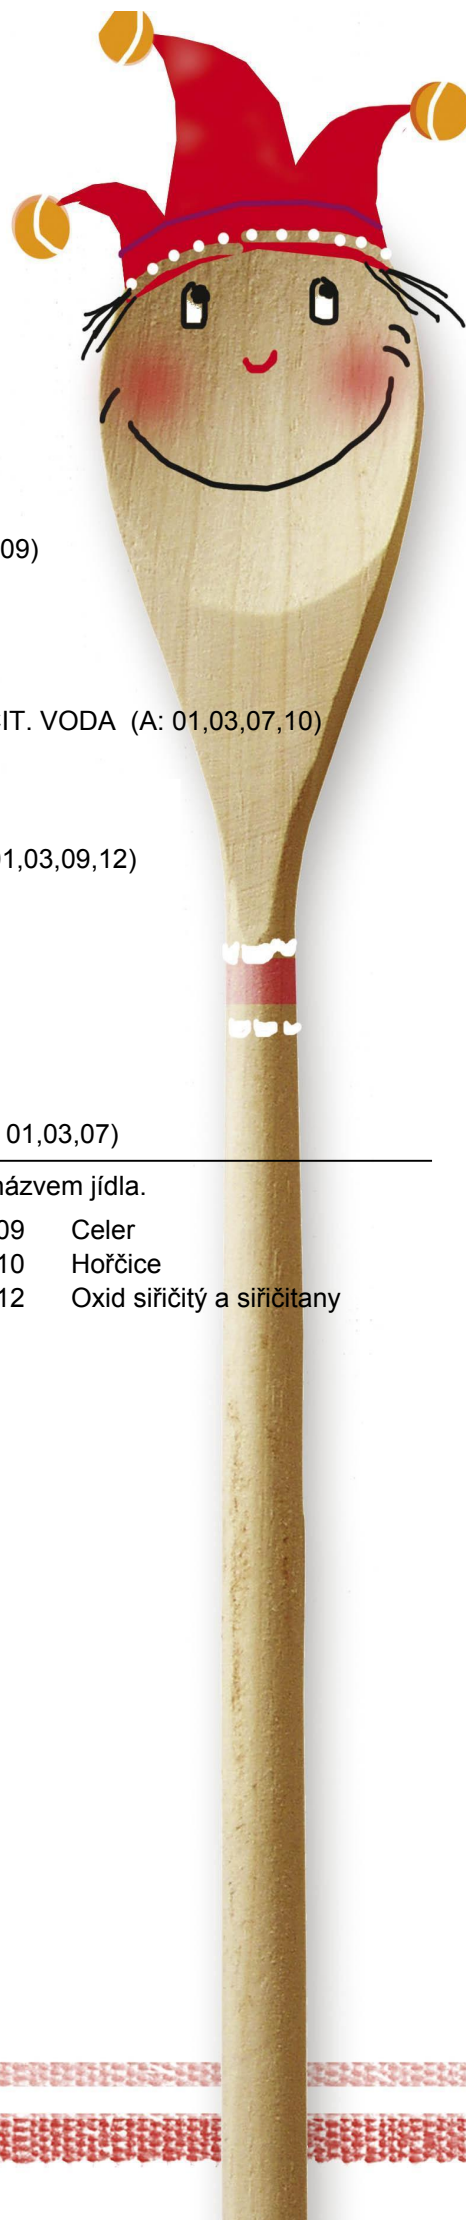 09)
IT. VODA (A: 01,03,07,10)
01,03,09,12)
01,03,07)
názvem jídla.
09 Celer
10 Hořčice
12 Oxid siřičitý a siřičitany